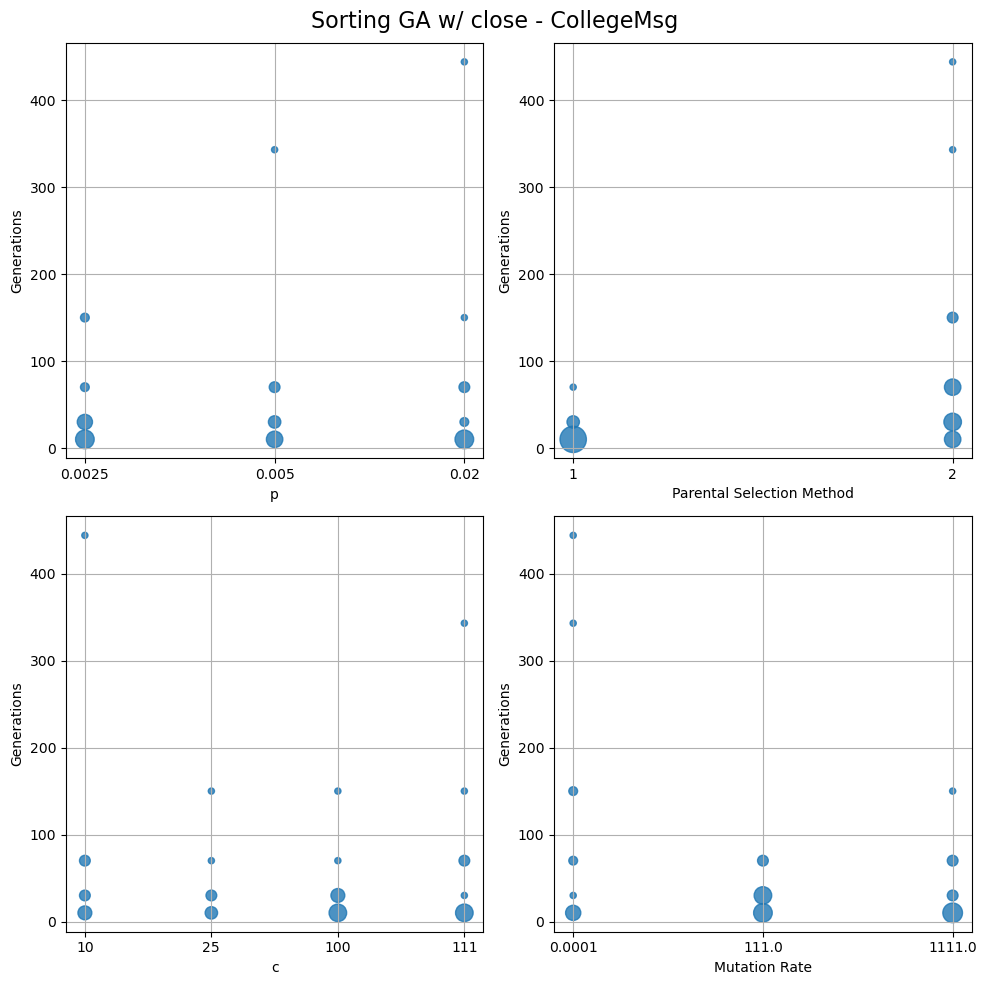 Sorting GA w/ close - CollegeMsg
400
300
200
100
0
Generations
0.0025 0.005 0.02
p
400
300
200
100
0
Generations
1 2
Parental Selection Method
400
300
200
100
0
Generations
10 25 100 111
c
400
300
200
100
0
Generations
0.0001 111.0 1111.0
Mutation Rate